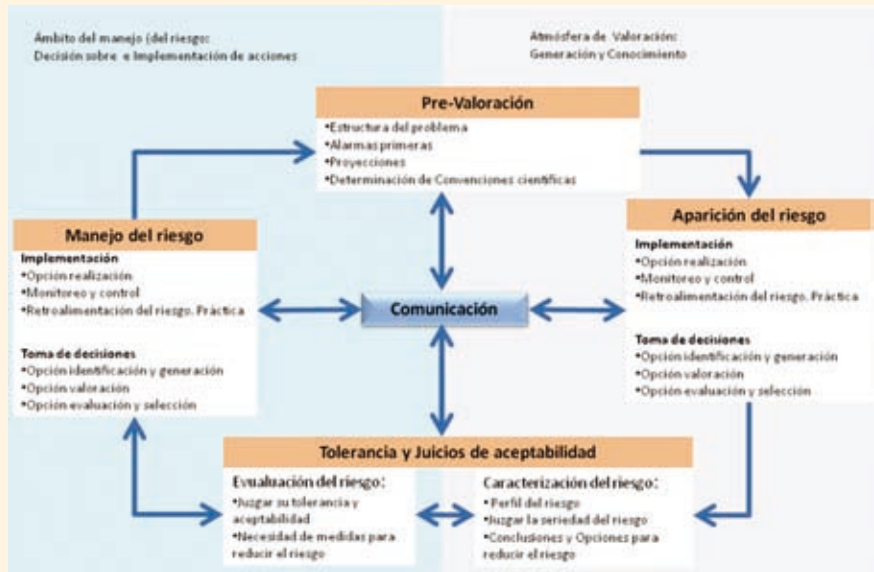 Ámbito del manejo (del riesgo:
Decisión sobre e Implementación de acciones
Atmósfera de Valoración:
Generación y Conocimiento
Pre-Valoración
•Estructura del problema
•Alarmas primeras
•Proyecciones
•Determinación de Convenciones científicas
Manejo del riesgo
Implementación
•Opción realización
•Monitoreo y control
•Retroalimentación del riesgo. Práctica
Toma de decisiones
•Opción identificación y generación
•Opción valoración
•Opción evaluación y selección
Comunicación
Aparición del riesgo
Implementación
•Opción realización
•Monitoreo y control
•Retroalimentación del riesgo. Práctica
Toma de decisiones
•Opción identificación y generación
•Opción valoración
•Opción evaluación y selección
Tolerancia y Juicios de aceptabilidad
Evualuación del riesgo:
•Juzgar su tolerancia y
aceptabilidad
•Necesidad de medidas para
reducir el riesgo
Caracterización del riesgo:
•Perfil del riesgo
•Juzgar la seriedad del riesgo
•Conclusiones y Opciones para
reducir el riesgo